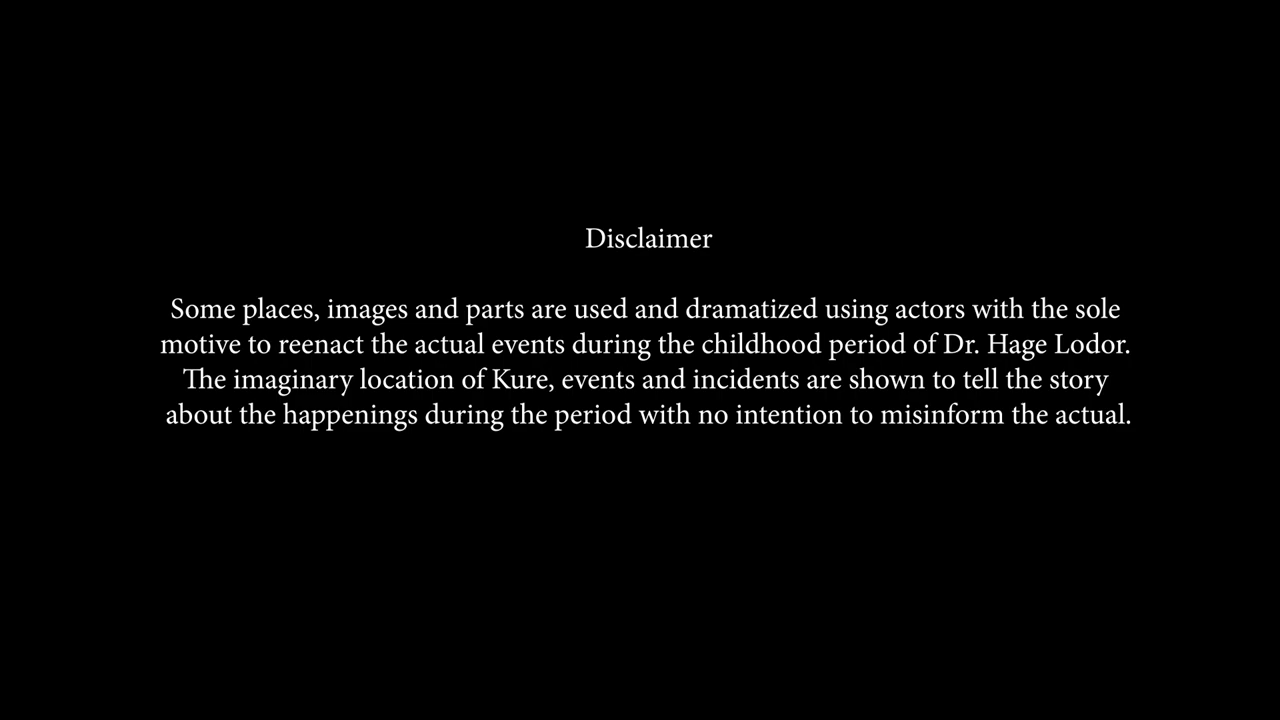 Disclaimer
Some places, images and parts are used and dramatized using actors with the sole
motive to reenact the actual events during the childhood period of Dr. Hage Lodor.
The imaginary location of Kure, events and incidents are shown to tell the story
about the happenings during the period with no intention to misinform the actual.